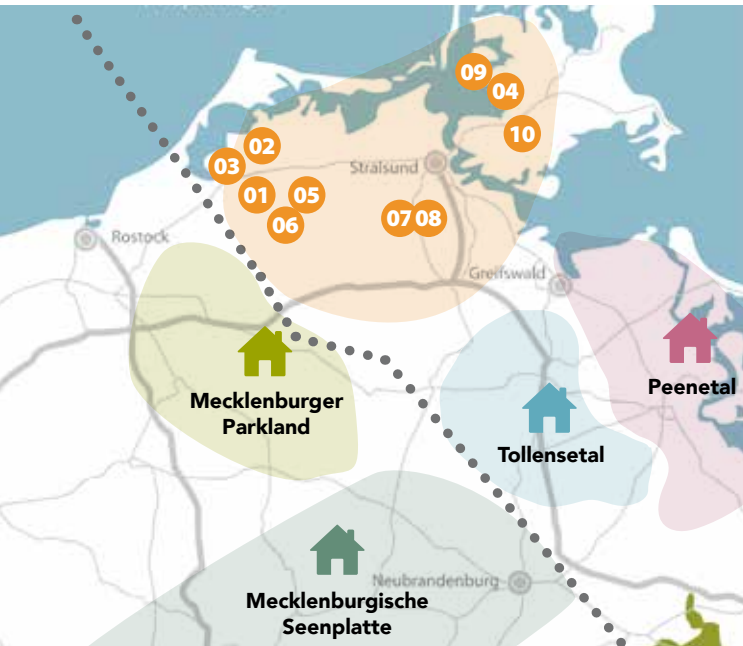 09
04
10
02
03
Stralsund
01
05
06
07
08
Rostock
Greifswald
Mecklenburger
Parkland
Peenetal
Tollensetal
Neubrandenburg
Mecklenburgische
Seenplatte